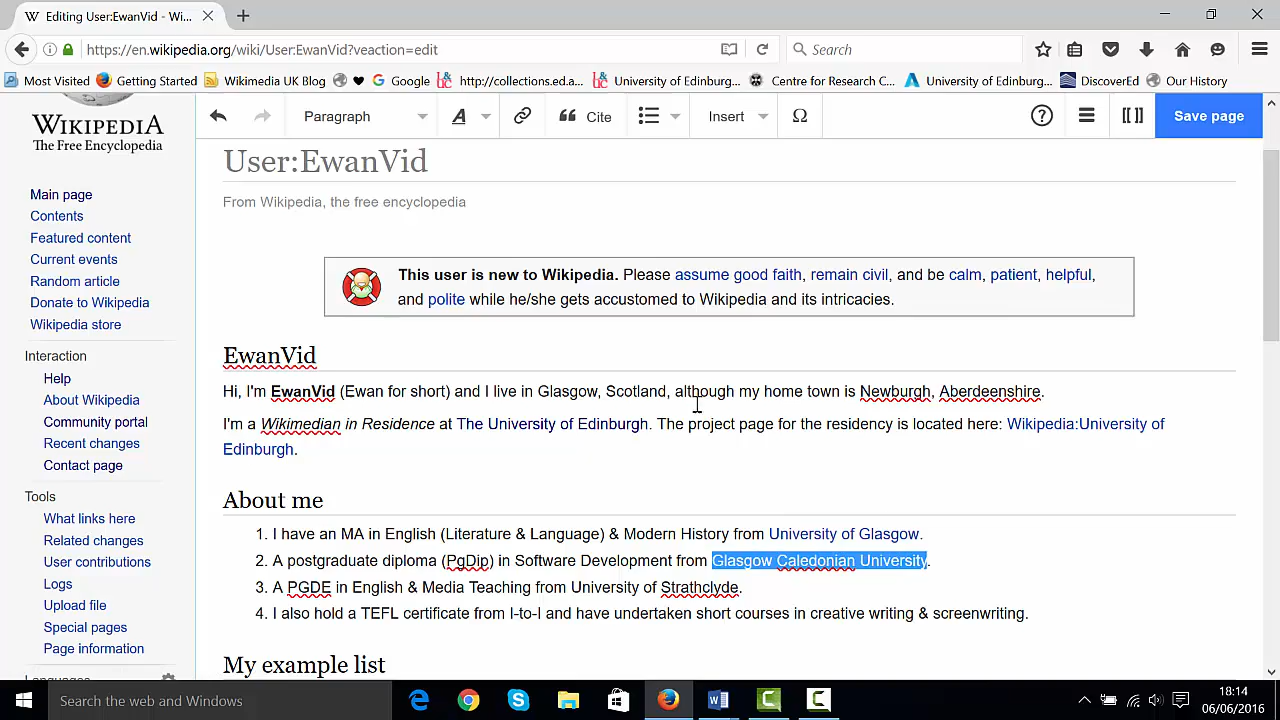 Editing User:EwanVid - Wi...
https://en.wikipedia.org/wiki/User:EwanVid?veaction=edit
Search
Most Visited
Getting Started
Wikimedia UK Blog
Google
http://collections.ed.a...
University of Edinburg...
Centre for Research C...
University of Edinburg...
DiscoverEd
Our History
WIKIPEDIA
The Free Encyclopedia
Main page
Contents
Featured content
Current events
Random article
Donate to Wikipedia
Wikipedia store
Interaction
Help
About Wikipedia
Community portal
Recent changes
Contact page
Tools
What links here
Related changes
User contributions
Logs
Upload file
Special pages
Page information
Languages
Paragraph
A
Cite
Insert
Ω
Save page
User:EwanVid
From Wikipedia, the free encyclopedia
This user is new to Wikipedia. Please assume good faith, remain civil, and be calm, patient, helpful,
and polite while he/she gets accustomed to Wikipedia and its intricacies.
EwanVid
Hi, I'm EwanVid (Ewan for short) and I live in Glasgow, Scotland, although my home town is Newburgh, Aberdeenshire.
I'm a Wikimedian in Residence at The University of Edinburgh. The project page for the residency is located here: Wikipedia:University of
Edinburgh.
About me
1. I have an MA in English (Literature & Language) & Modern History from University of Glasgow.
2. A postgraduate diploma (PgDip) in Software Development from Glasgow Caledonian University.
3. A PGDE in English & Media Teaching from University of Strathclyde.
4. I also hold a TEFL certificate from I-to-I and have undertaken short courses in creative writing & screenwriting.
My example list
Search the web and Windows
18:14
06/06/2016